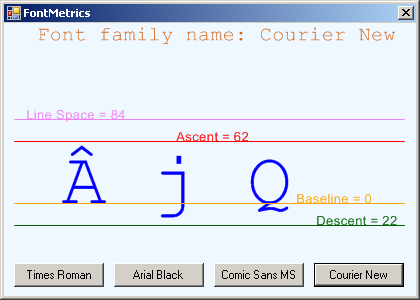 FontMetrics
Font family name: Courier New
Line Space = 84
Ascent = 62
Â j Q
Baseline = 0
Descent = 22
Times Roman Arial Black Comic Sans MS Courier New